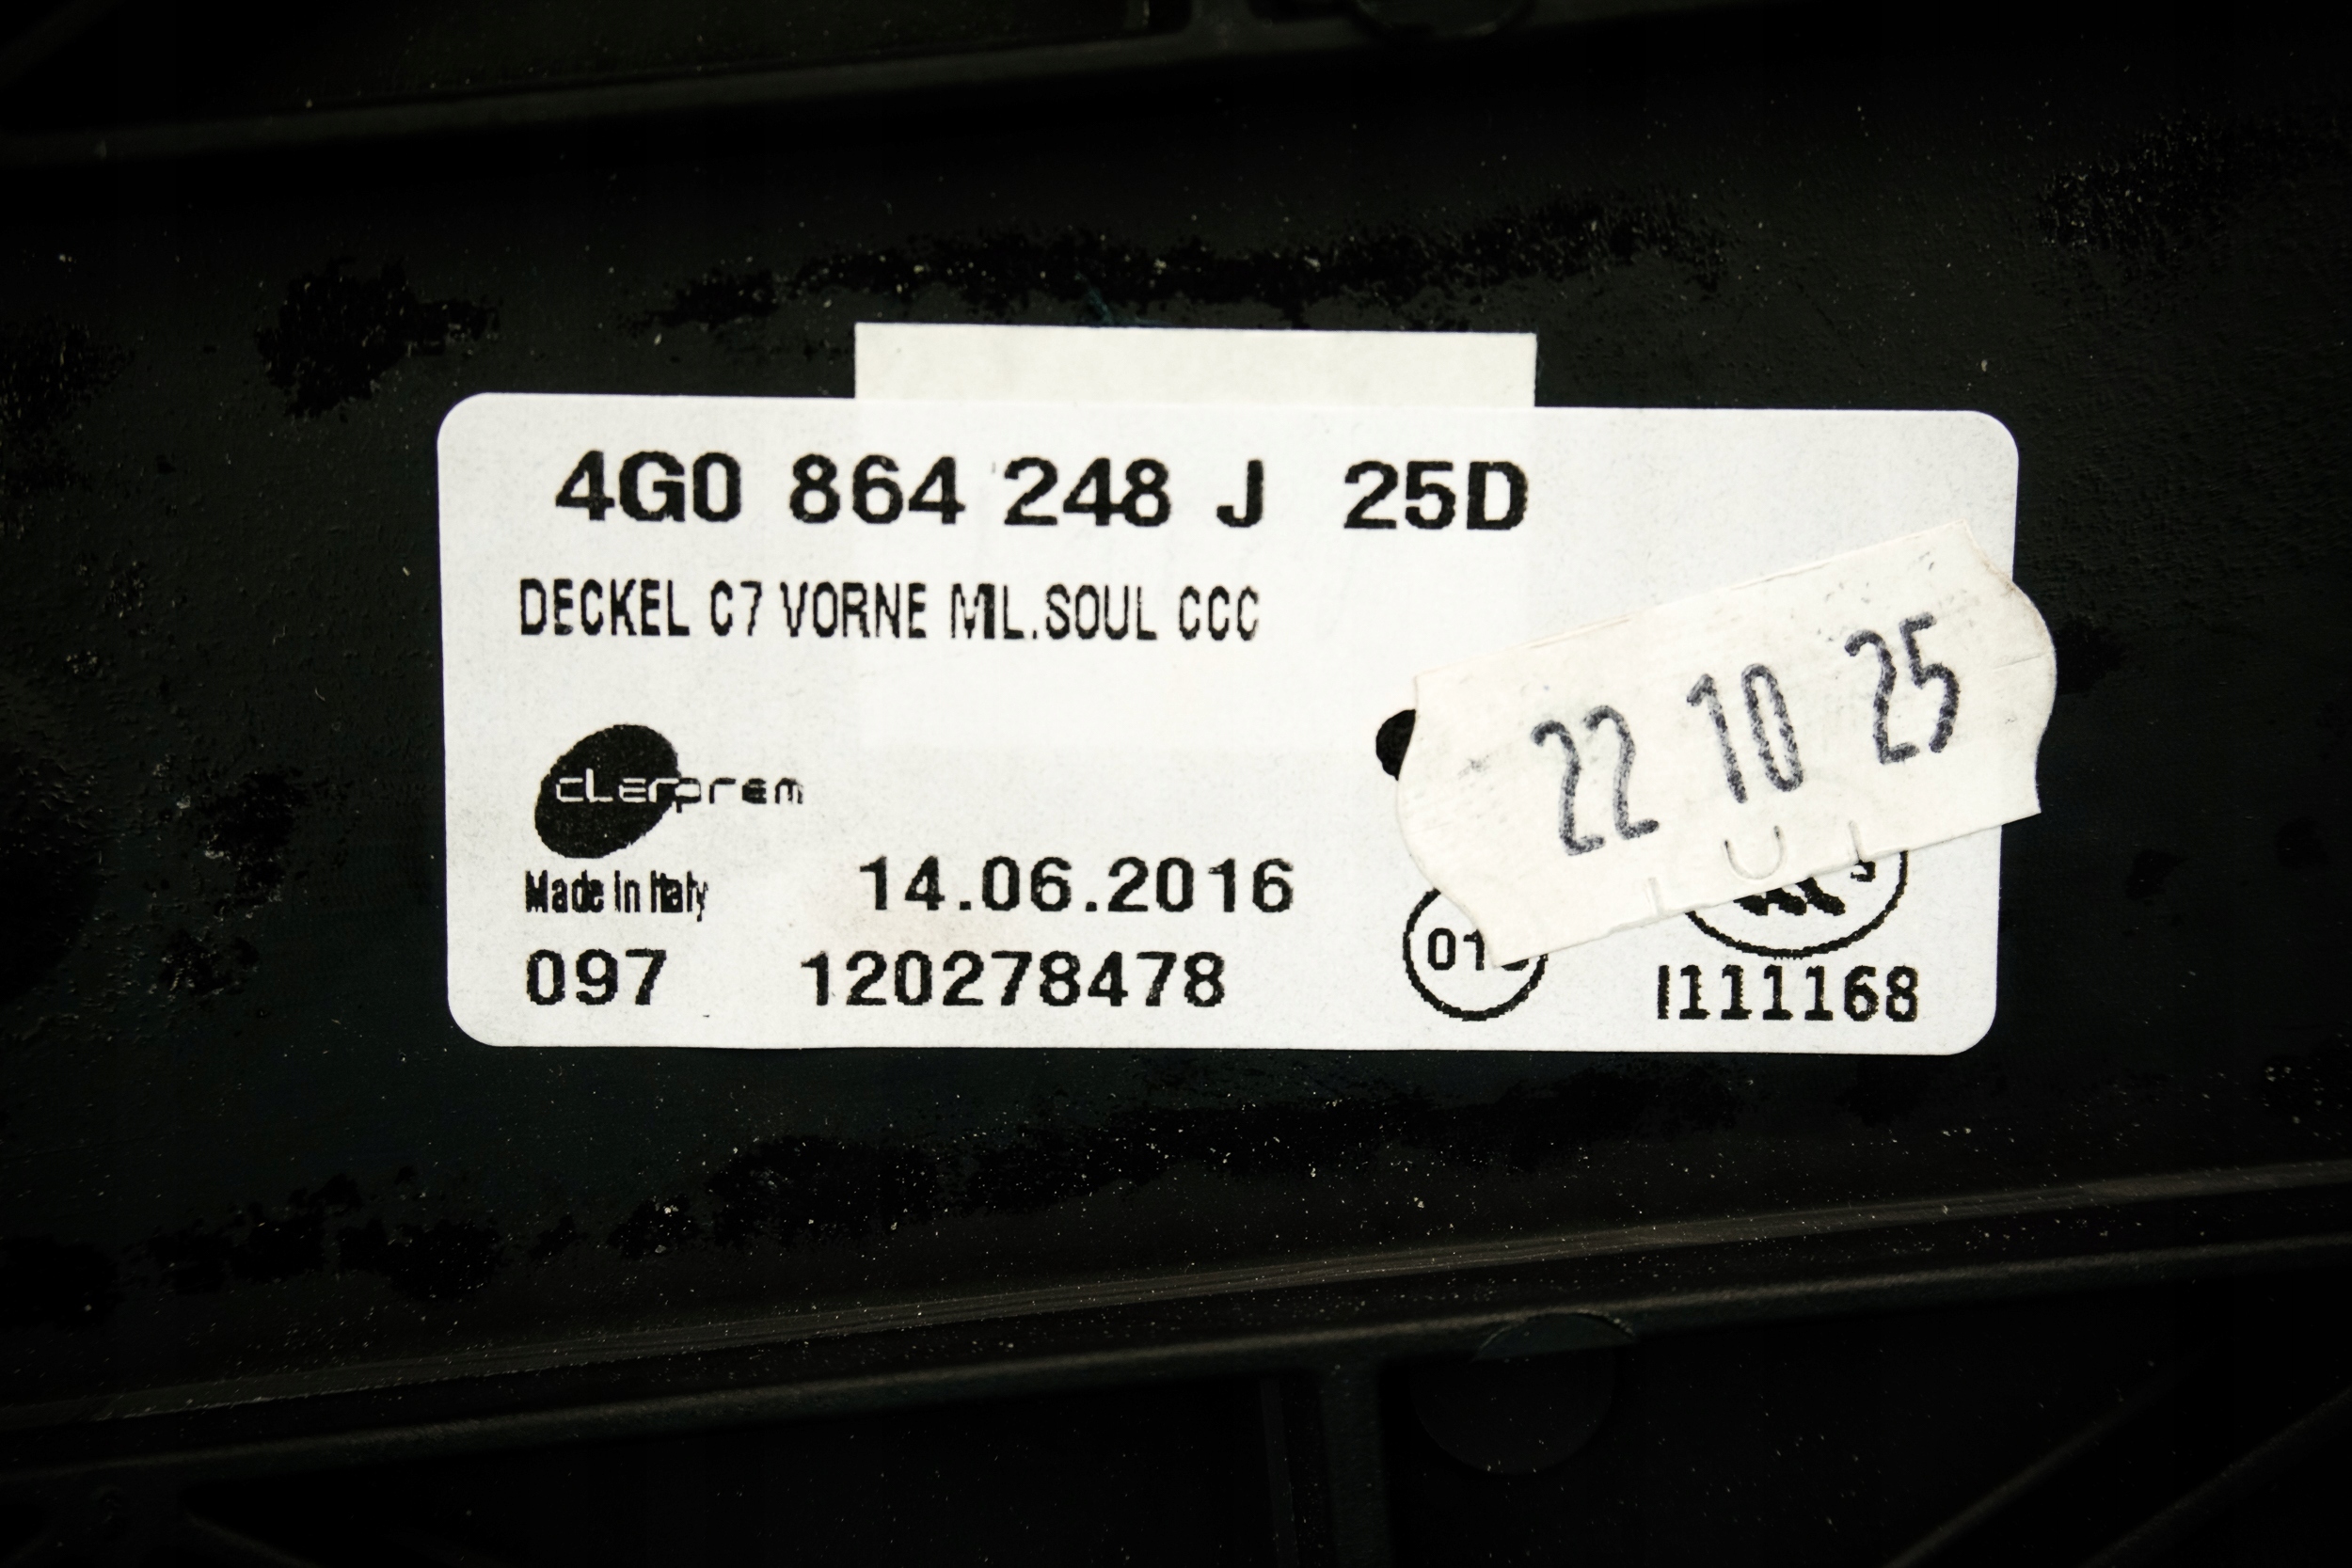 4G0 864 248 J 25D
DECKEL C7 VORNE MIL.SOUL CCC
22 10 25
clerprem
Made in Italy
14.06.2016
097
120278478
I111168